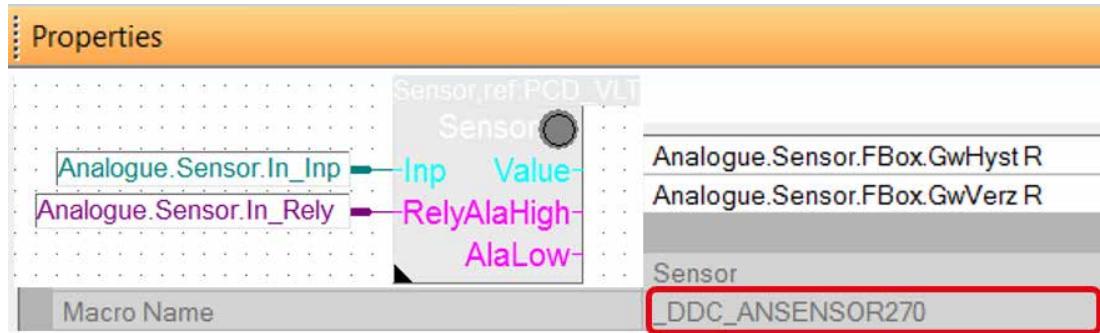 Properties
Sensor,ref:PCD_VLT
Sensor
Analogue.Sensor.In_Inp Inp Value
Analogue.Sensor.In_Rely RelyAlaHigh
AlaLow
Analogue.Sensor.FBox.GwHyst R
Analogue.Sensor.FBox.GwVerz R
Sensor
Macro Name _DDC_ANSENSOR270